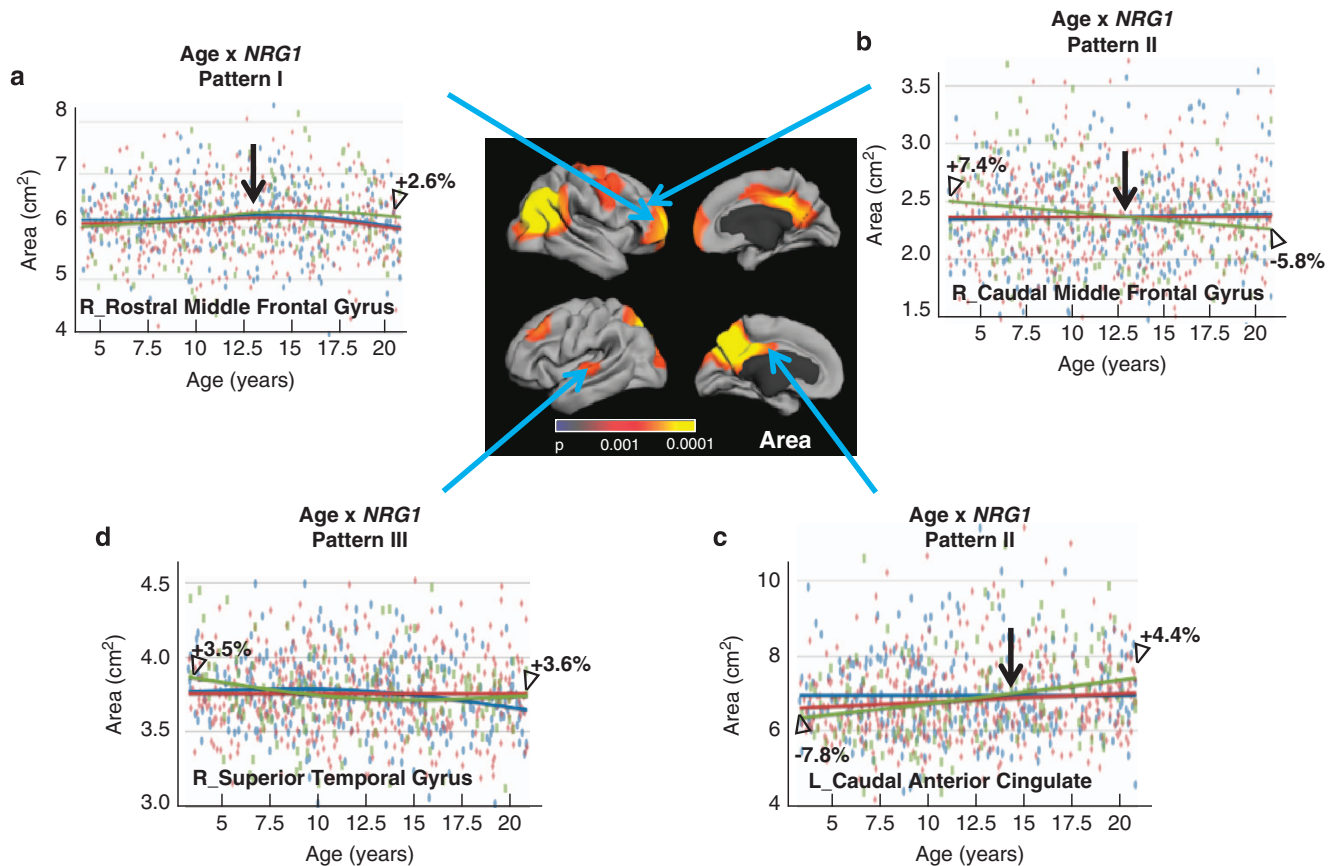 a
Age x NRG1
Pattern I
Area (cm²)
8
7
6
5
4
+2.6%
R_Rostral Middle Frontal Gyrus
5 7.5 10 12.5 15 17.5 20
Age (years)
b
Age x NRG1
Pattern II
Area (cm²)
3.5
3.0
2.5
2.0
1.5
+7.4%
-5.8%
R_Caudal Middle Frontal Gyrus
5 7.5 10 12.5 15 17.5 20
Age (years)
p 0.001 0.0001
Area
d
Age x NRG1
Pattern III
Area (cm²)
4.5
4.0
3.5
3.0
+3.5%
+3.6%
R_Superior Temporal Gyrus
5 7.5 10 12.5 15 17.5 20
Age (years)
c
Age x NRG1
Pattern II
Area (cm²)
10
8
6
4
+4.4%
-7.8%
L_Caudal Anterior Cingulate
5 7.5 10 12.5 15 17.5 20
Age (years)